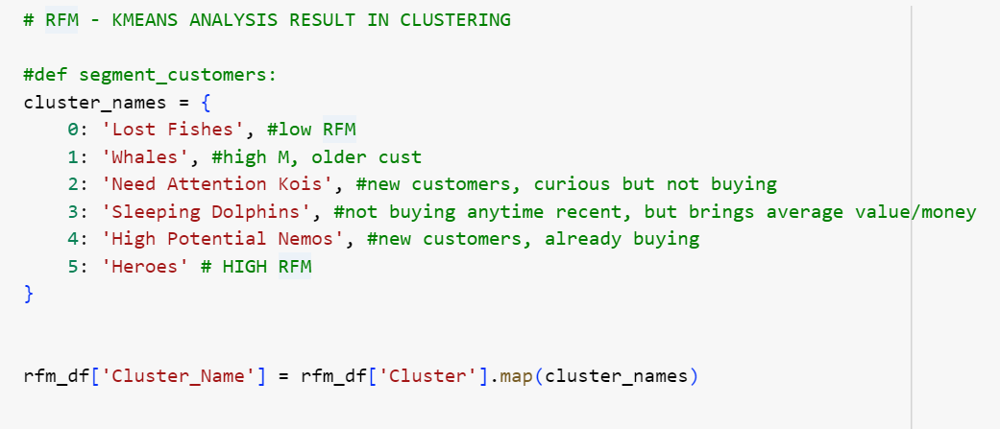 # RFM - KMEANS ANALYSIS RESULT IN CLUSTERING
#def segment_customers:
cluster_names = {
    0: 'Lost Fishes', #low RFM
    1: 'Whales', #high M, older cust
    2: 'Need Attention Kois', #new customers, curious but not buying
    3: 'Sleeping Dolphins', #not buying anytime recent, but brings average value/money
    4: 'High Potential Nemos', #new customers, already buying
    5: 'Heroes' # HIGH RFM
}
rfm_df['Cluster_Name'] = rfm_df['Cluster'].map(cluster_names)